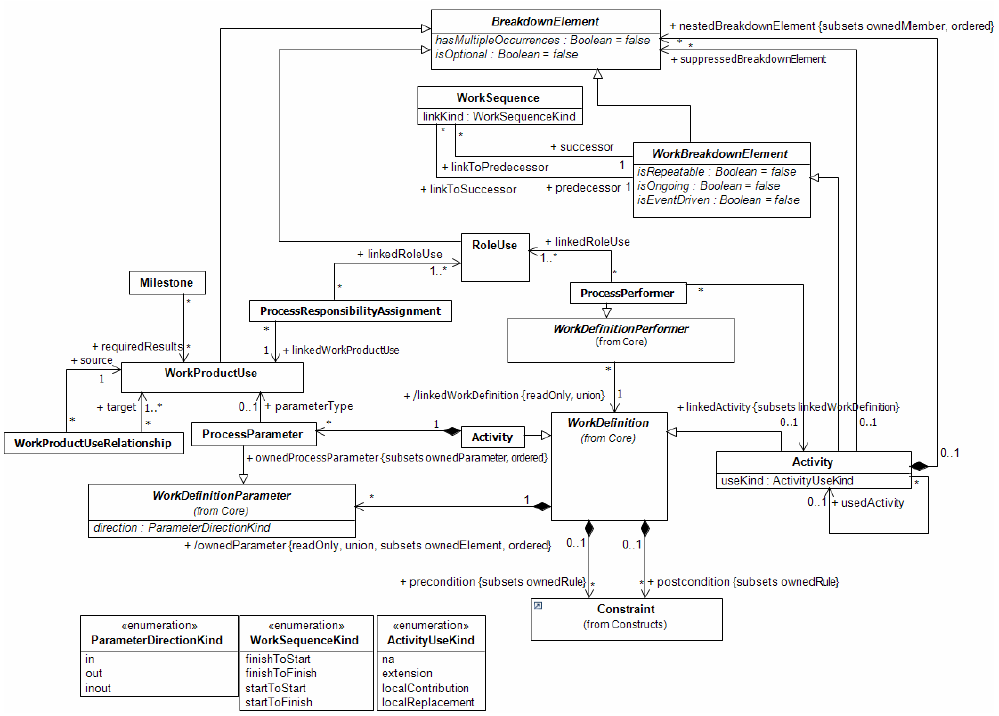 BreakdownElement
hasMultipleOccurrences : Boolean = false
isOptional : Boolean = false
+ nestedBreakdownElement {subsets ownedMember, ordered}
*
*
+ suppressedBreakdownElement
WorkSequence
linkKind : WorkSequenceKind
*
*
+ successor
1
+ linkToPredecessor
+ linkToSuccessor
+ predecessor
1
WorkBreakdownElement
isRepeatable : Boolean = false
isOngoing : Boolean = false
isEventDriven : Boolean = false
RoleUse
+ linkedRoleUse
1..*
+ linkedRoleUse
1..*
*
*
Milestone
*
ProcessResponsibilityAssignment
*
1
+ linkedWorkProductUse
ProcessPerformer
*
WorkDefinitionPerformer
(from Core)
*
1
+ requiredResults
*
+ source
1
WorkProductUse
+ target
1..*
0..1
+ parameterType
*
*
WorkProductUseRelationship
ProcessParameter
*
1
Activity
+ /linkedWorkDefinition {readOnly, union}
+ ownedProcessParameter {subsets ownedParameter, ordered}
WorkDefinition
(from Core)
+ linkedActivity {subsets linkedWorkDefinition}
0..1
0..1
Activity
useKind : ActivityUseKind
0..1
*
0..1
+ usedActivity
WorkDefinitionParameter
(from Core)
direction : ParameterDirectionKind
*
1
+ /ownedParameter {readOnly, union, subsets ownedElement, ordered}
0..1
0..1
+ precondition {subsets ownedRule}
*
*
+ postcondition {subsets ownedRule}
Constraint
(from Constructs)
«enumeration»
ParameterDirectionKind
in
out
inout
«enumeration»
WorkSequenceKind
finishToStart
finishToFinish
startToStart
startToFinish
«enumeration»
ActivityUseKind
na
extension
localContribution
localReplacement